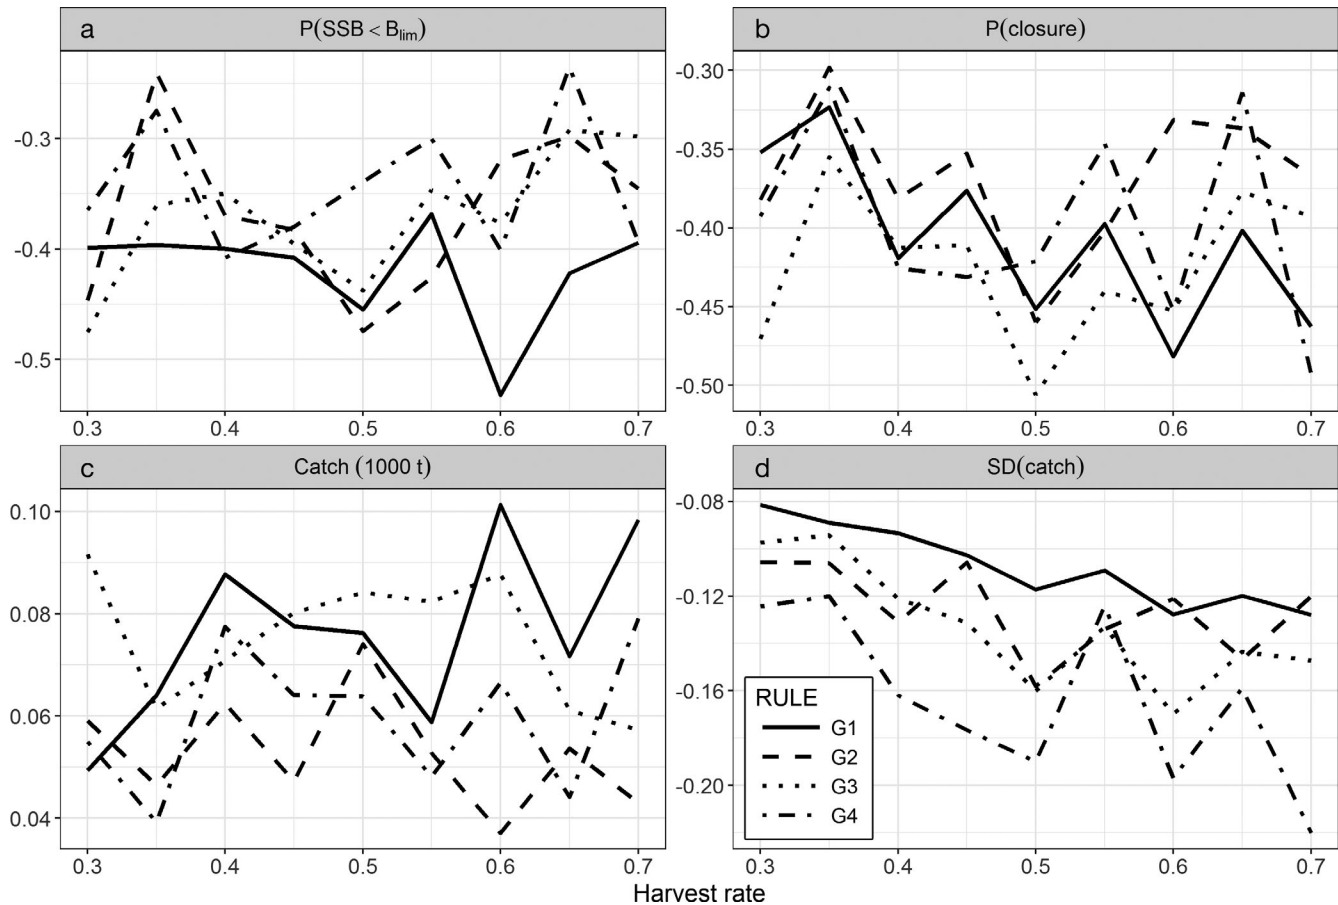 a P(SSB < Blim)
-0.3
-0.4
-0.5
0.3 0.4 0.5 0.6 0.7
b P(closure)
-0.30
-0.35
-0.40
-0.45
-0.50
0.3 0.4 0.5 0.6 0.7
c Catch (1000 t)
0.10
0.08
0.06
0.04
0.3 0.4 0.5 0.6 0.7
d SD(catch)
-0.08
-0.12
-0.16
-0.20
RULE
G1
G2
G3
G4
0.3 0.4 0.5 0.6 0.7
Harvest rate